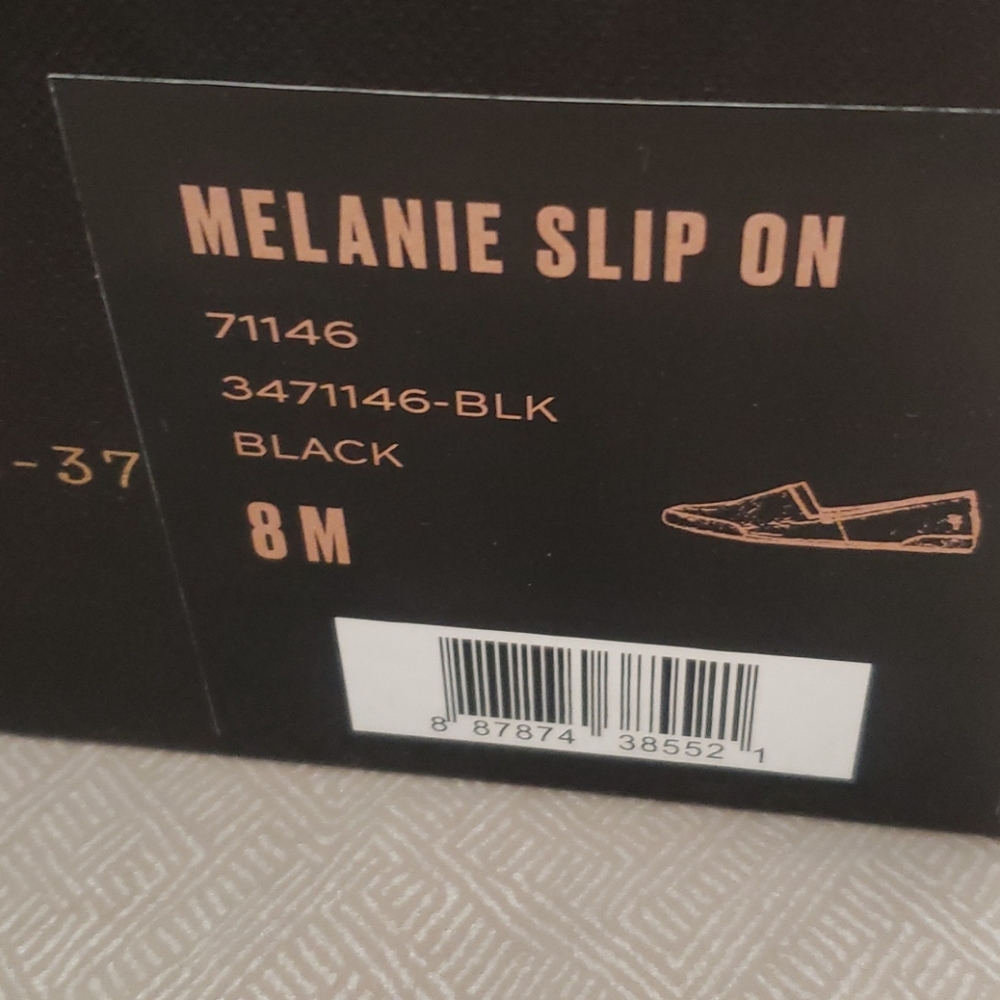 MELANIE SLIP ON
71146
3471146-BLK
BLACK
-37
8 M
8 87874 38552 1